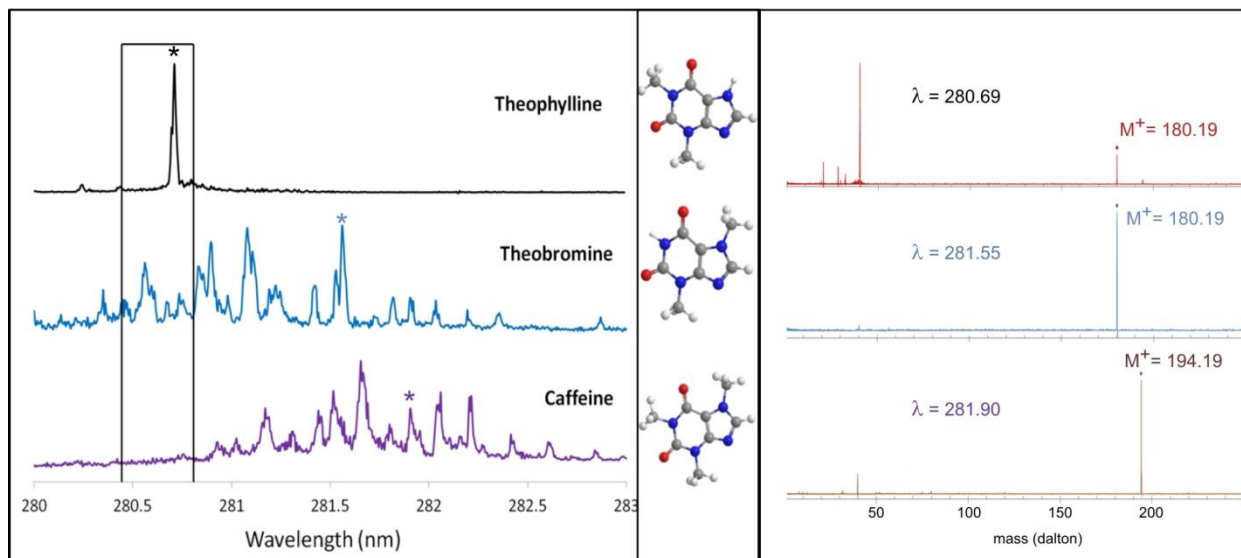 *
Theophylline
*
Theobromine
*
Caffeine
280 280.5 281 281.5 282 282.5 283
Wavelength (nm)
λ = 280.69
M+= 180.19
M+= 180.19
λ = 281.55
M+= 194.19
λ = 281.90
50 100 150 200
mass (dalton)